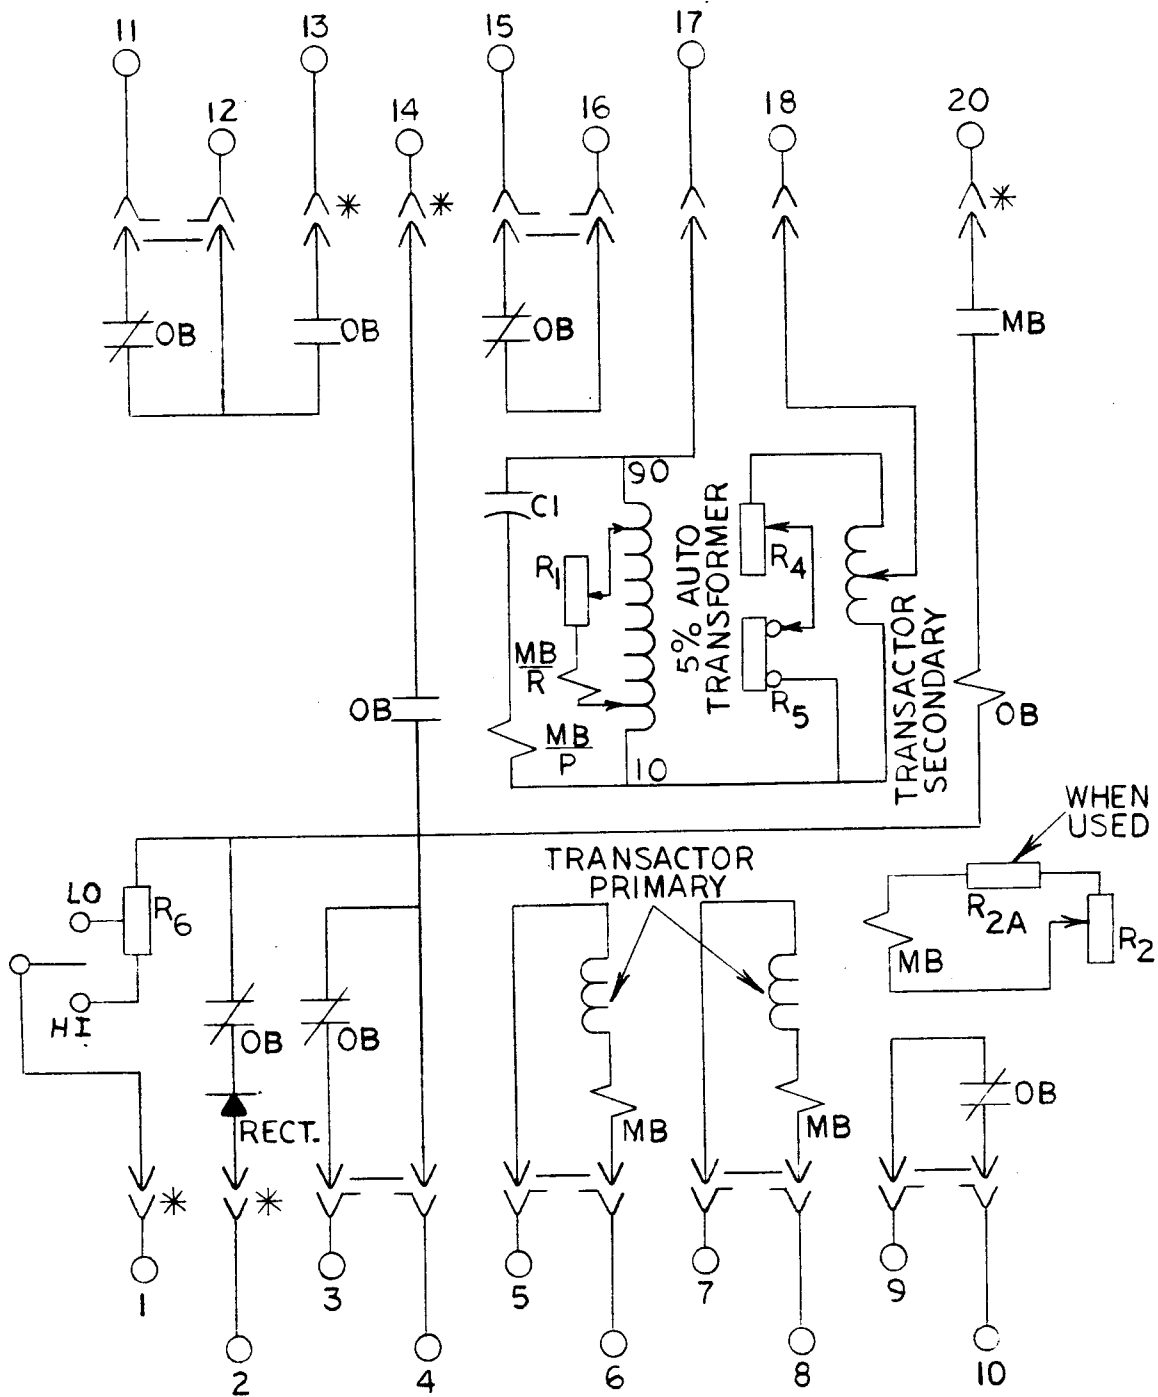 11
13
15
17
12
14
16
18
20
*
*
*
OB
OB
OB
MB
90
C1
R1
5% AUTO
TRANSFORMER
R4
MB
R
OB
MB
P
10
R5
TRANSACTOR
SECONDARY
OB
WHEN
USED
TRANSACTOR
PRIMARY
LO
R6
R2A
R2
MB
HI
OB
OB
RECT.
MB
MB
OB
*
*
1
2
3
4
5
6
7
8
9
10